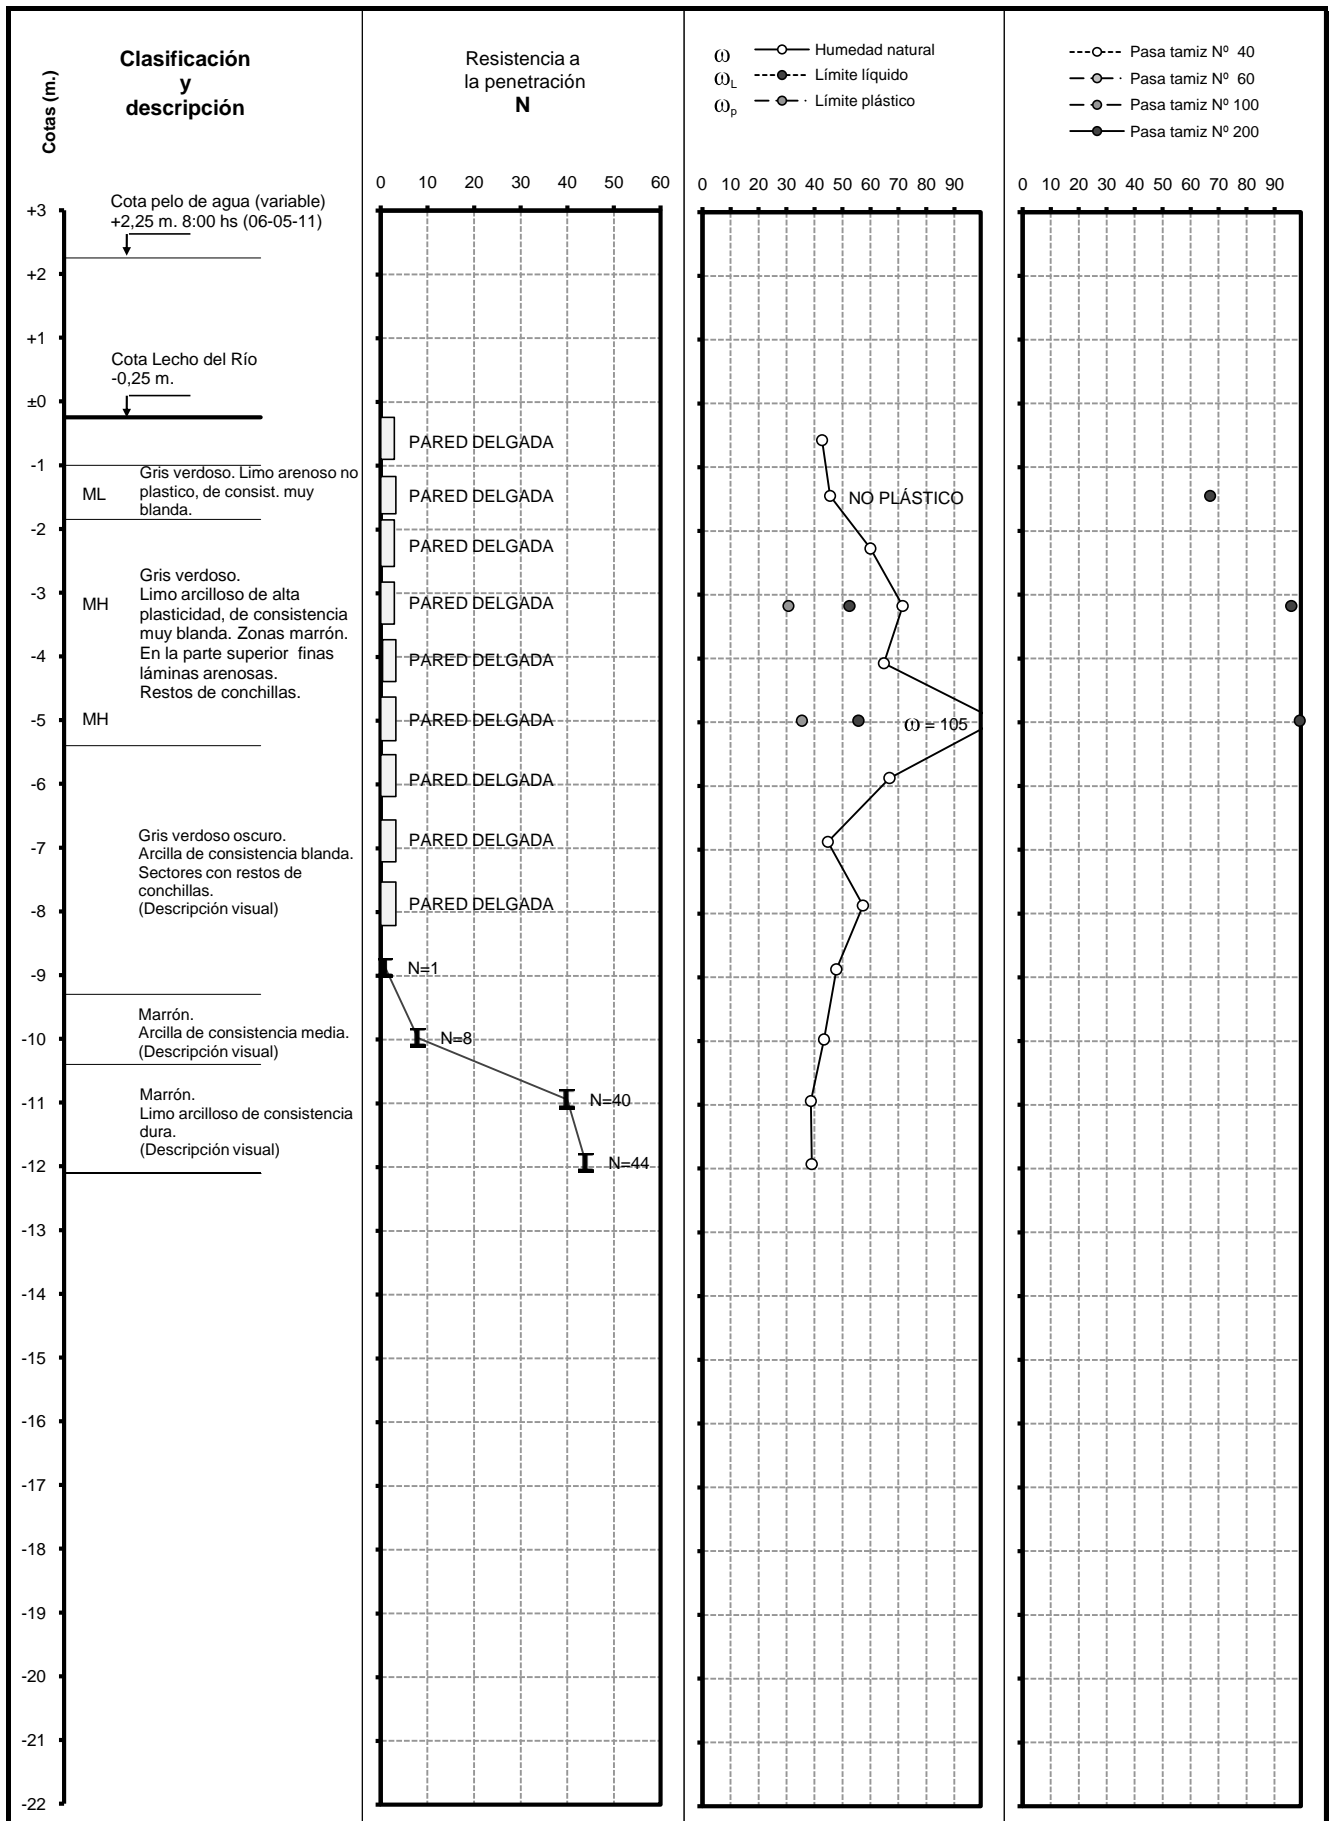 Cotas (m.)
Clasificación
y
descripción
Resistencia a
la penetración
N
ω Humedad natural
ωL Límite líquido
ωp Límite plástico
Pasa tamiz Nº 40
Pasa tamiz Nº 60
Pasa tamiz Nº 100
Pasa tamiz Nº 200
0 10 20 30 40 50 60
0 10 20 30 40 50 60 70 80 90
0 10 20 30 40 50 60 70 80 90
+3
+2
+1
±0
-1
-2
-3
-4
-5
-6
-7
-8
-9
-10
-11
-12
-13
-14
-15
-16
-17
-18
-19
-20
-21
-22
Cota pelo de agua (variable)
+2,25 m. 8:00 hs (06-05-11)
Cota Lecho del Río
-0,25 m.
ML
Gris verdoso. Limo arenoso no
plastico, de consist. muy
blanda.
MH
Gris verdoso.
Limo arcilloso de alta
plasticidad, de consistencia
muy blanda. Zonas marrón.
En la parte superior finas
láminas arenosas.
Restos de conchillas.
MH
Gris verdoso oscuro.
Arcilla de consistencia blanda.
Sectores con restos de
conchillas.
(Descripción visual)
Marrón.
Arcilla de consistencia media.
(Descripción visual)
Marrón.
Limo arcilloso de consistencia
dura.
(Descripción visual)
PARED DELGADA
PARED DELGADA
PARED DELGADA
PARED DELGADA
PARED DELGADA
PARED DELGADA
PARED DELGADA
PARED DELGADA
PARED DELGADA
N=1
N=8
N=40
N=44
NO PLÁSTICO
ω = 105